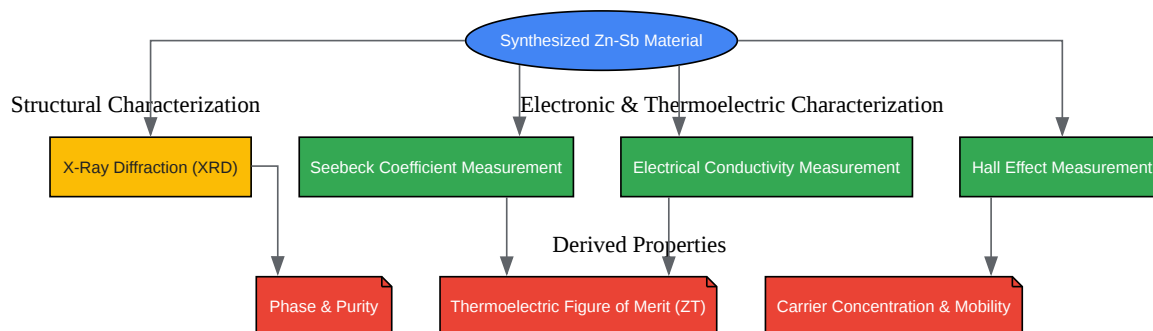 Synthesized Zn-Sb Material
Structural Characterization
Electronic & Thermoelectric Characterization
X-Ray Diffraction (XRD)
Seebeck Coefficient Measurement
Electrical Conductivity Measurement
Hall Effect Measurement
Derived Properties
Phase & Purity
Thermoelectric Figure of Merit (ZT)
Carrier Concentration & Mobility